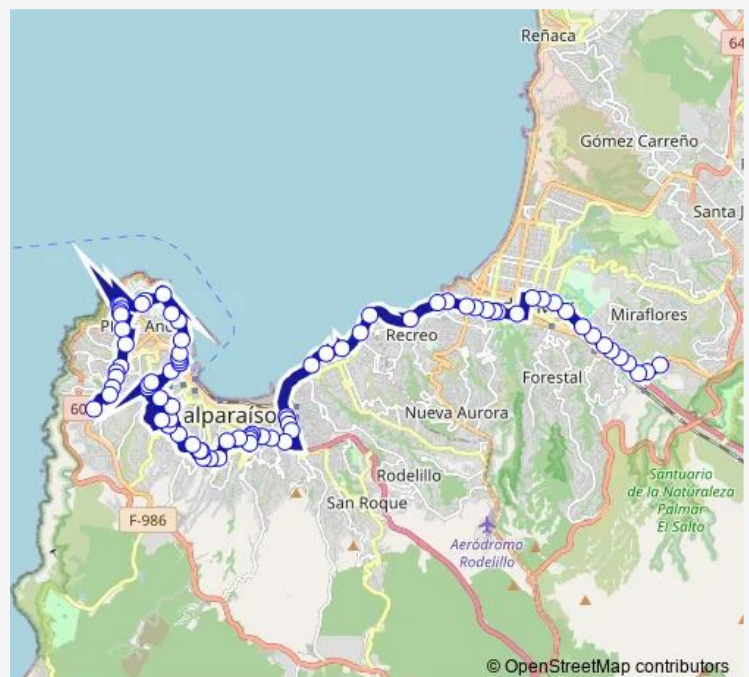 Reñaca
64
Gómez Carreño
Santa J
Miraflores
Recreo
Forestal
60
alparaíso
Nueva Aurora
Rodelillo
San Roque
F-986
Aeródromo
Rodelillo
Santuario
de la Naturaleza
Palmar
El Salto
© OpenStreetMap contributors